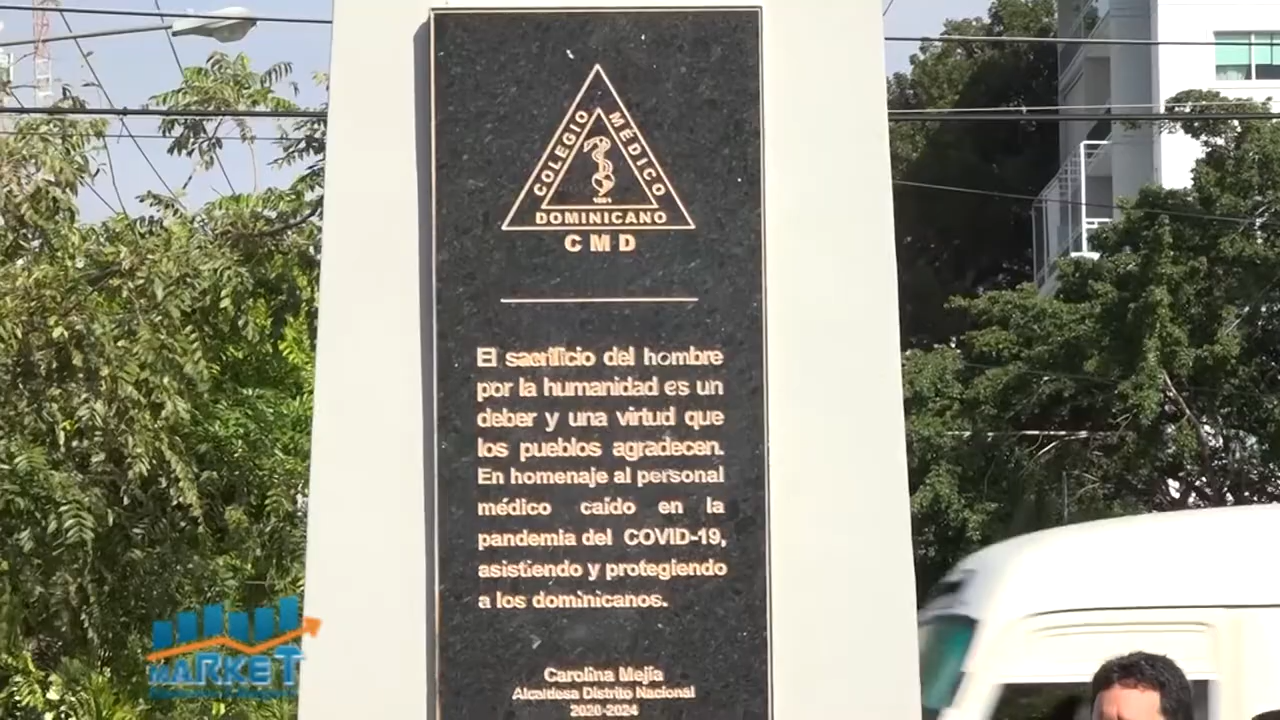 COLEGIO MÉDICO
DOMINICANO
CMD
El sacrificio del hombre
por la humanidad es un
deber y una virtud que
los pueblos agradecen.
En homenaje al personal
médico caído en la
pandemia del COVID-19,
asistiendo y protegiendo
a los dominicanos.
Carolina Mejía
Alcaldesa Distrito Nacional
2020-2024
MARKET